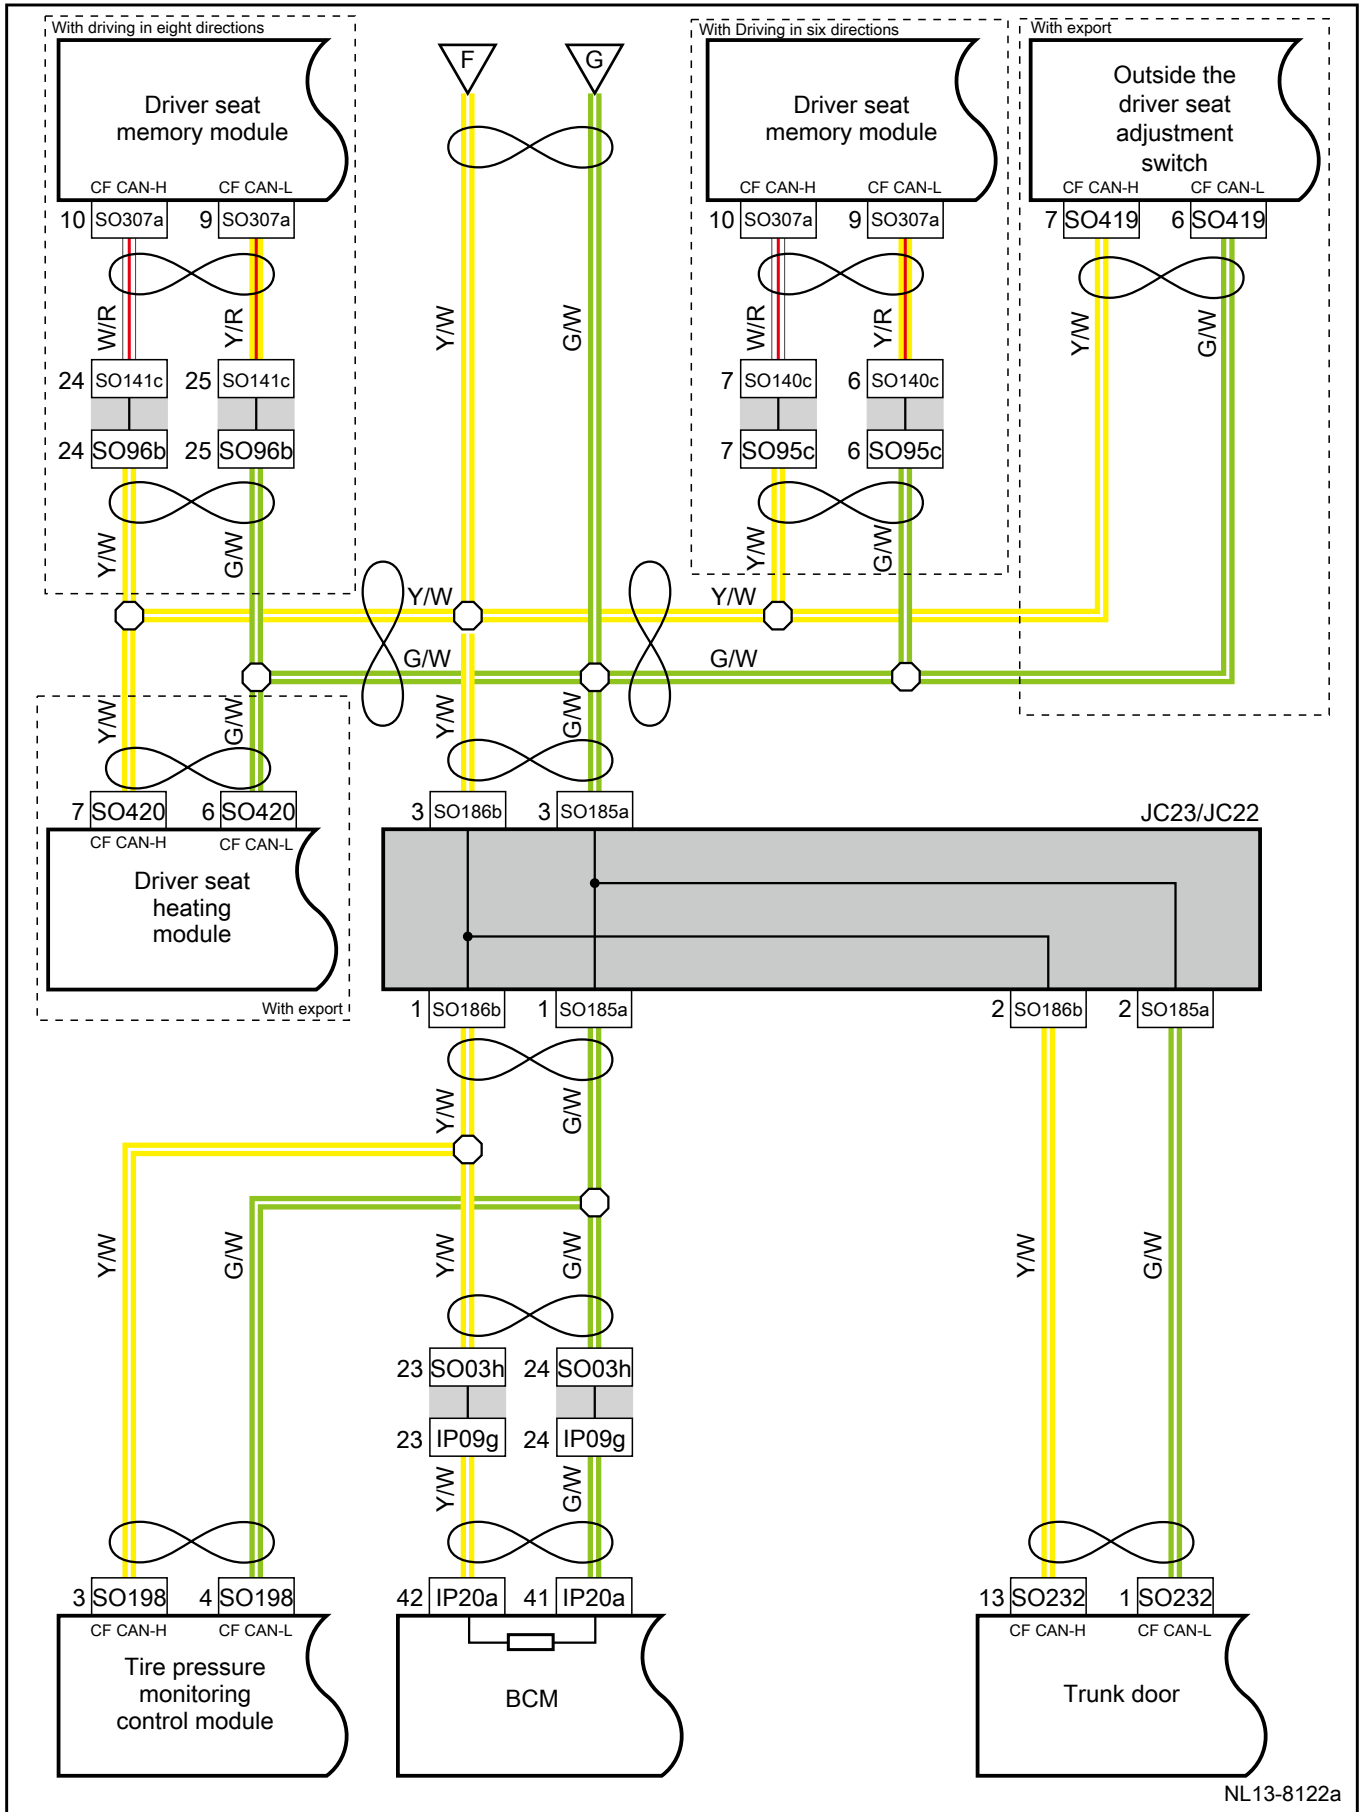 With driving in eight directions
With Driving in six directions
With export
F
G
Driver seat
memory module
Driver seat
memory module
Outside the
driver seat
adjustment
switch
CF CAN-H
CF CAN-L
CF CAN-H
CF CAN-L
CF CAN-H
CF CAN-L
10 SO307a
9 SO307a
10 SO307a
9 SO307a
7 SO419
6 SO419
W/R
Y/R
Y/W
G/W
W/R
Y/R
Y/W
G/W
24 SO141c
25 SO141c
7 SO140c
6 SO140c
24 SO96b
25 SO96b
7 SO95c
6 SO95c
Y/W
G/W
Y/W
G/W
Y/W
Y/W
G/W
G/W
Y/W
G/W
Y/W
G/W
7 SO420
6 SO420
3 SO186b
3 SO185a
JC23/JC22
CF CAN-H
CF CAN-L
Driver seat
heating
module
With export
1 SO186b
1 SO185a
2 SO186b
2 SO185a
Y/W
G/W
Y/W
G/W
Y/W
G/W
Y/W
G/W
23 SO03h
24 SO03h
23 IP09g
24 IP09g
Y/W
G/W
3 SO198
4 SO198
42 IP20a
41 IP20a
13 SO232
1 SO232
CF CAN-H
CF CAN-L
CF CAN-H
CF CAN-L
Tire pressure
monitoring
control module
BCM
Trunk door
NL13-8122a